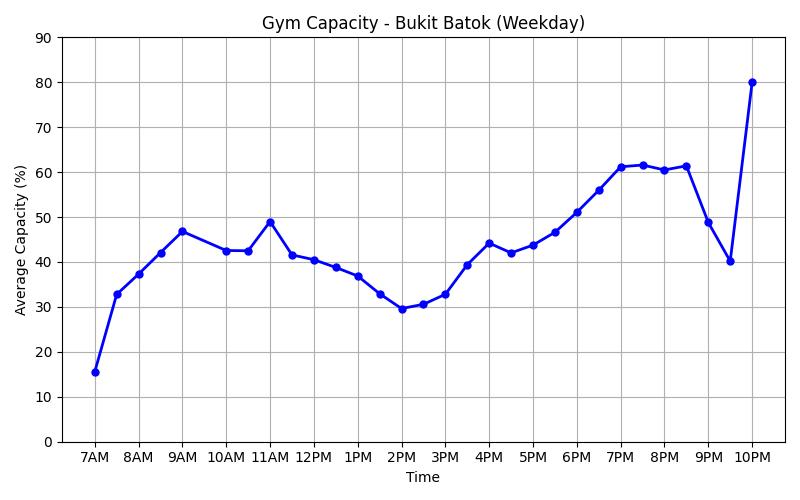 Gym Capacity - Bukit Batok (Weekday)
90
80
70
60
50
40
30
20
10
0
Average Capacity (%)
7AM 8AM 9AM 10AM 11AM 12PM 1PM 2PM 3PM 4PM 5PM 6PM 7PM 8PM 9PM 10PM
Time